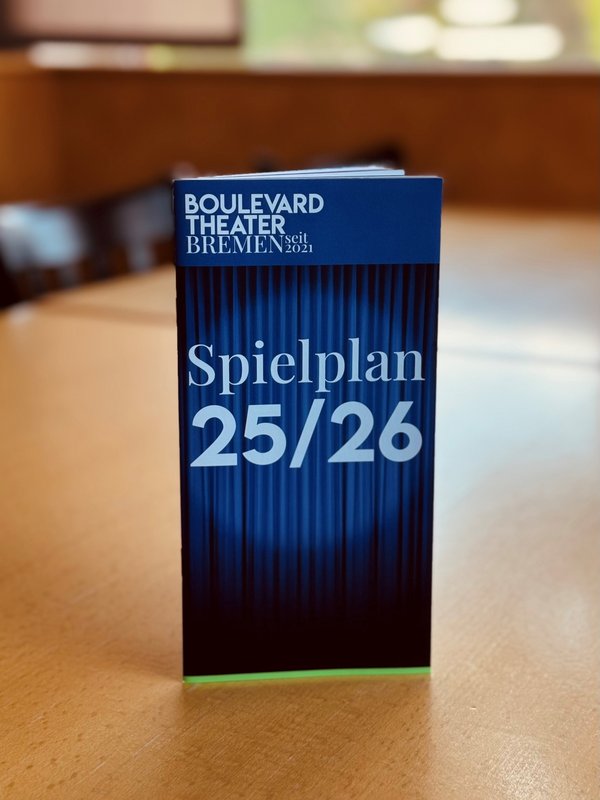 BOULEVARD
THEATER
BREMEN seit 2021
Spielplan
25/26